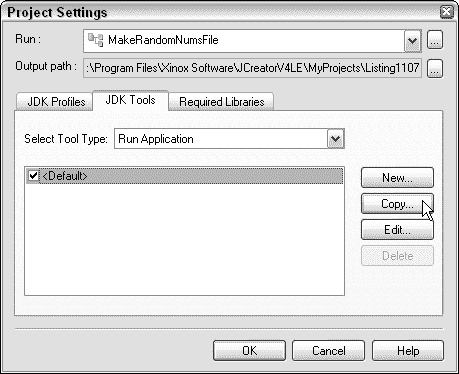 Project Settings
Run :
MakeRandomNumsFile
...
Output path :
:\Program Files\Xinox Software\JCreatorV4LE\MyProjects\Listing1107
...
JDK Profiles
JDK Tools
Required Libraries
Select Tool Type:
Run Application
<Default>
New...
Copy...
Edit...
Delete
OK
Cancel
Help